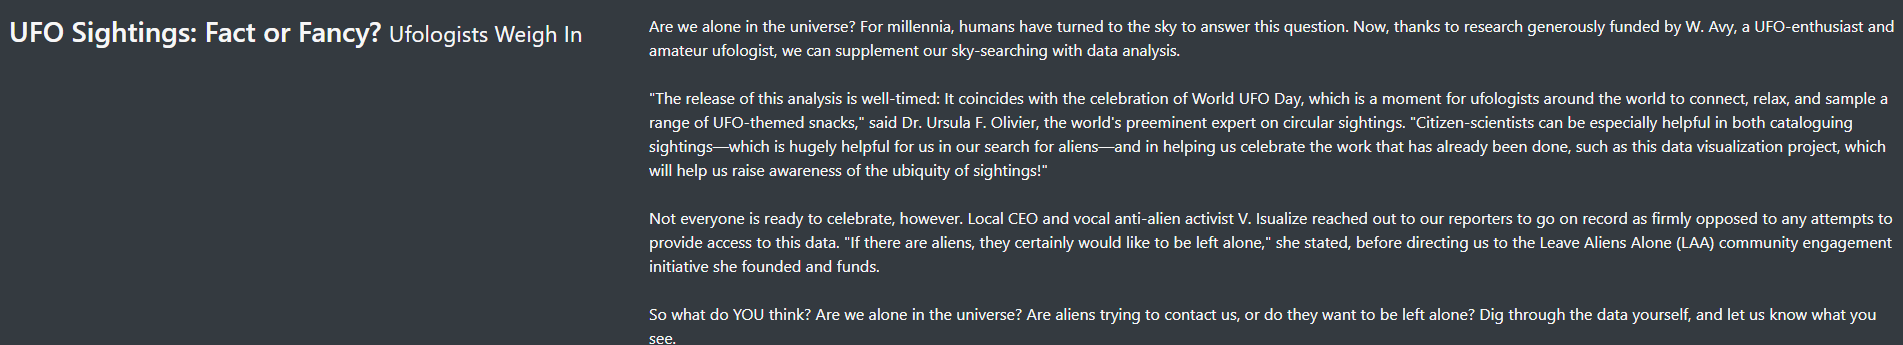 UFO Sightings: Fact or Fancy? Ufologists Weigh In
Are we alone in the universe? For millennia, humans have turned to the sky to answer this question. Now, thanks to research generously funded by W. Avy, a UFO-enthusiast and
amateur ufologist, we can supplement our sky-searching with data analysis.
"The release of this analysis is well-timed: It coincides with the celebration of World UFO Day, which is a moment for ufologists around the world to connect, relax, and sample a
range of UFO-themed snacks," said Dr. Ursula F. Olivier, the world's preeminent expert on circular sightings. "Citizen-scientists can be especially helpful in both cataloguing
sightings—which is hugely helpful for us in our search for aliens—and in helping us celebrate the work that has already been done, such as this data visualization project, which
will help us raise awareness of the ubiquity of sightings!"
Not everyone is ready to celebrate, however. Local CEO and vocal anti-alien activist V. Isualize reached out to our reporters to go on record as firmly opposed to any attempts to
provide access to this data. "If there are aliens, they certainly would like to be left alone," she stated, before directing us to the Leave Aliens Alone (LAA) community engagement
initiative she founded and funds.
So what do YOU think? Are we alone in the universe? Are aliens trying to contact us, or do they want to be left alone? Dig through the data yourself, and let us know what you
see.